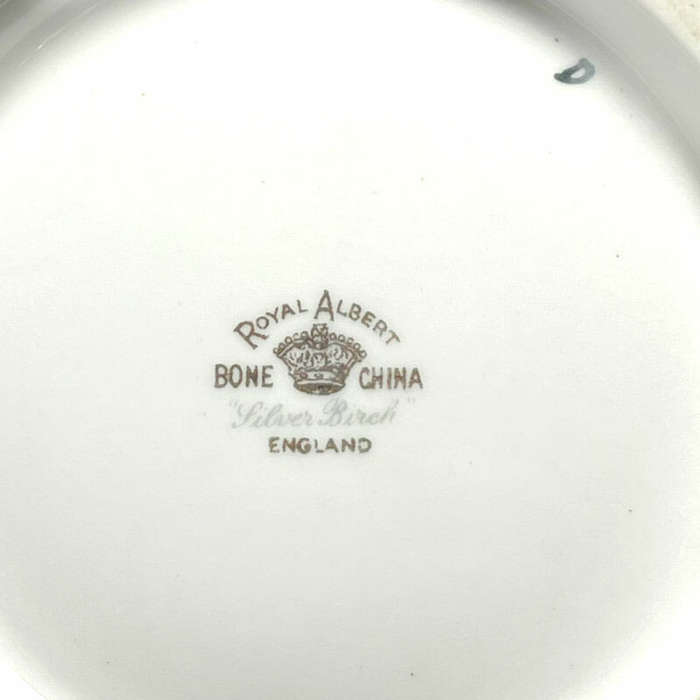 D
ROYAL ALBERT
BONE CHINA
"Silver Birch"
ENGLAND